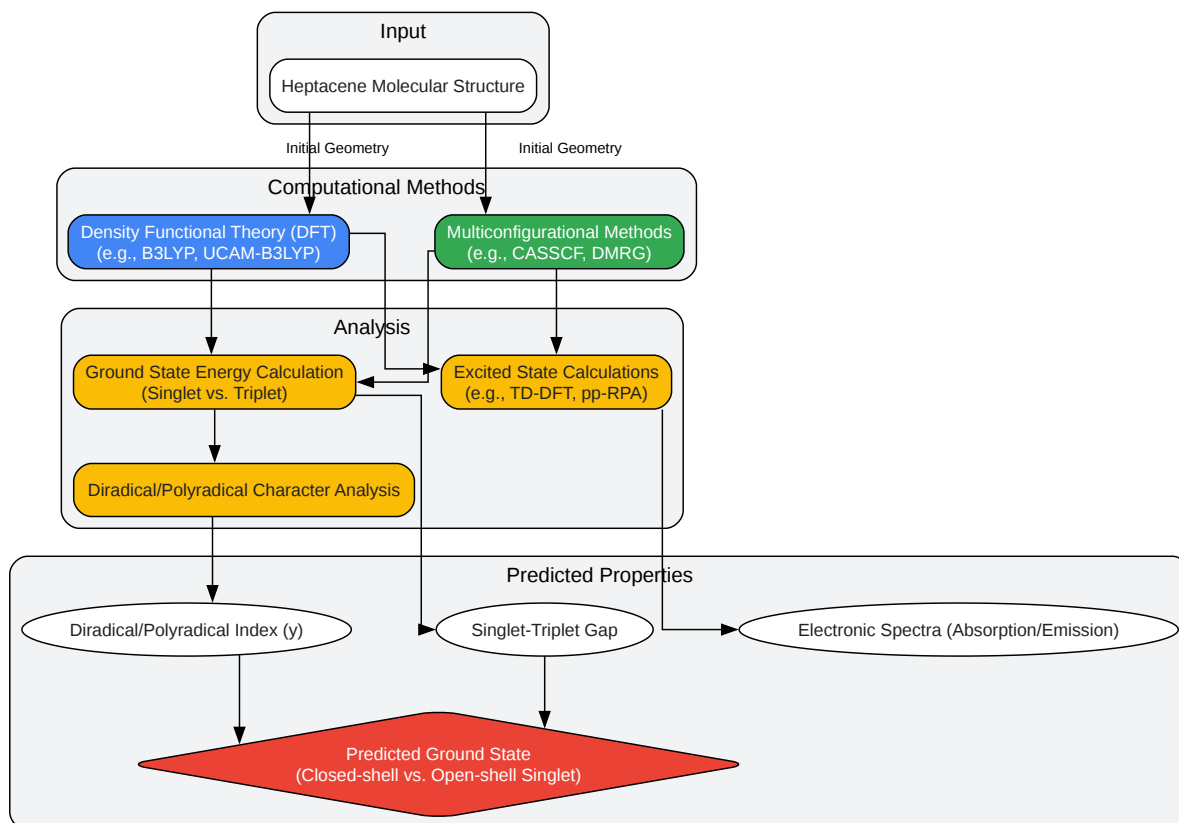 Input
Heptacene Molecular Structure
Initial Geometry
Initial Geometry
Computational Methods
Density Functional Theory (DFT)
(e.g., B3LYP, UCAM-B3LYP)
Multiconfigurational Methods
(e.g., CASSCF, DMRG)
Analysis
Ground State Energy Calculation
(Singlet vs. Triplet)
Excited State Calculations
(e.g., TD-DFT, pp-RPA)
Diradical/Polyradical Character Analysis
Predicted Properties
Diradical/Polyradical Index (y)
Singlet-Triplet Gap
Electronic Spectra (Absorption/Emission)
Predicted Ground State
(Closed-shell vs. Open-shell Singlet)